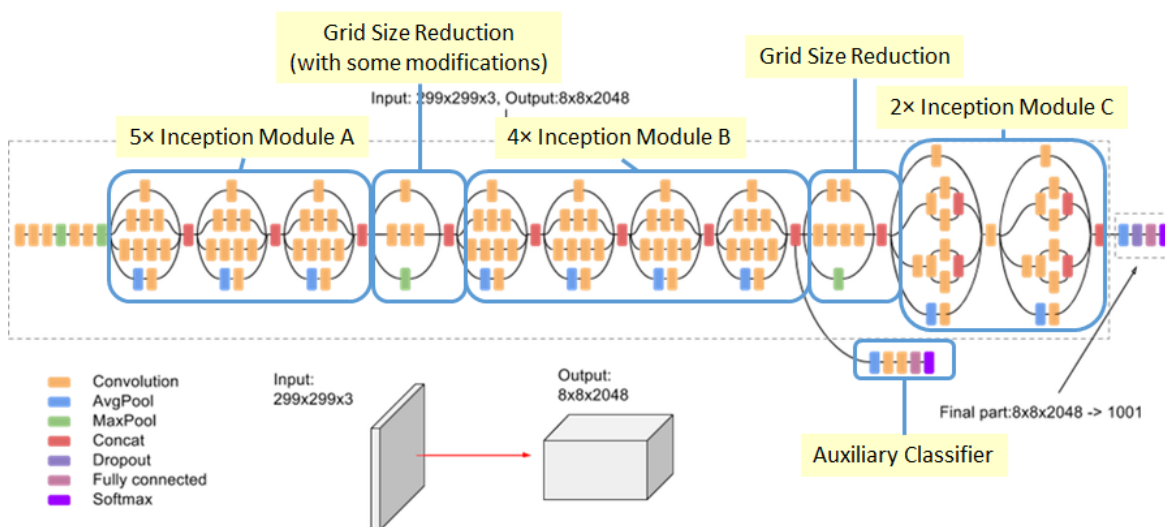 Grid Size Reduction
(with some modifications)
Grid Size Reduction
Input: 299x299x3, Output:8x8x2048
2× Inception Module C
5× Inception Module A
4× Inception Module B
Convolution
AvgPool
MaxPool
Concat
Dropout
Fully connected
Softmax
Input:
299x299x3
Output:
8x8x2048
Final part:8x8x2048 -> 1001
Auxiliary Classifier